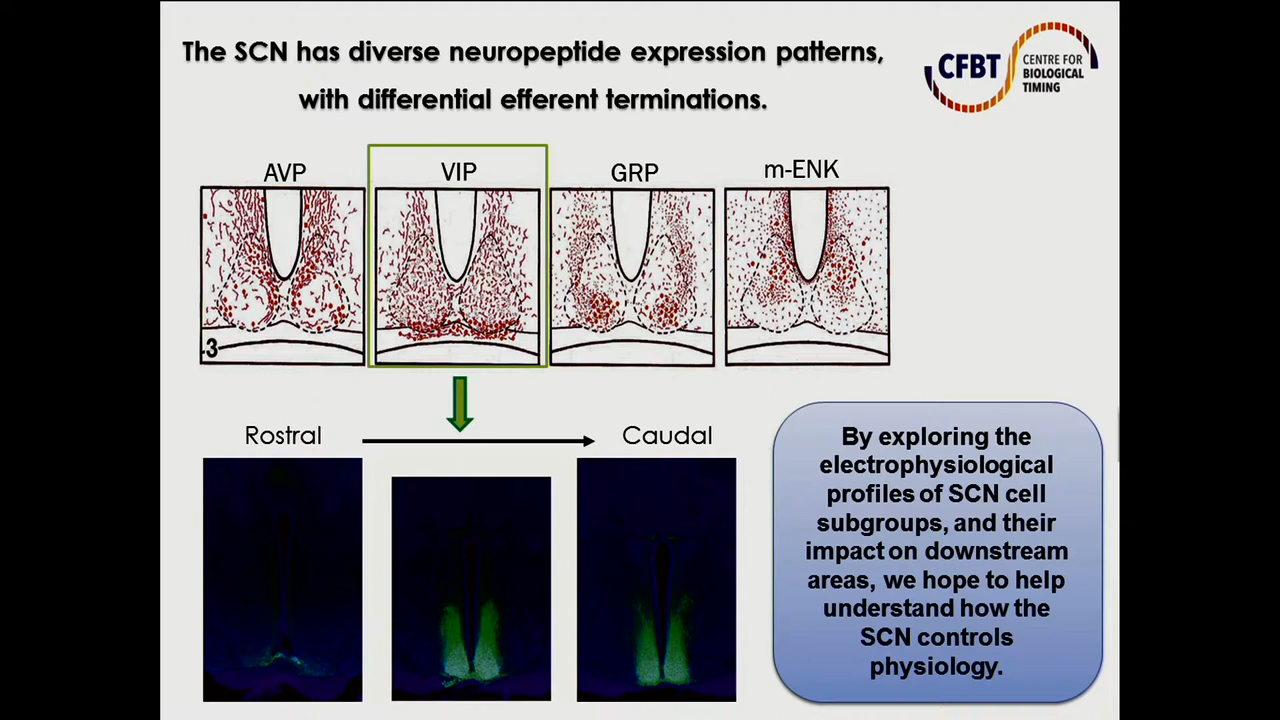 The SCN has diverse neuropeptide expression patterns,
with differential efferent terminations.
CFBT
CENTRE FOR
BIOLOGICAL
TIMING
AVP
VIP
GRP
m-ENK
.3
Rostral
Caudal
By exploring the
electrophysiological
profiles of SCN cell
subgroups, and their
impact on downstream
areas, we hope to help
understand how the
SCN controls
physiology.